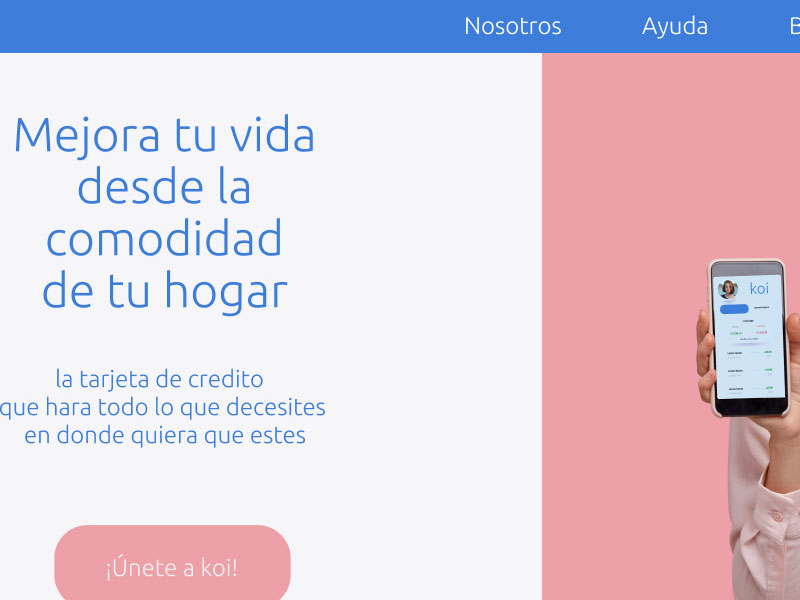 Nosotros Ayuda
Mejora tu vida
desde la
comodidad
de tu hogar
koi
la tarjeta de credito
que hara todo lo que decesites
en donde quiera que estes
¡Únete a koi!